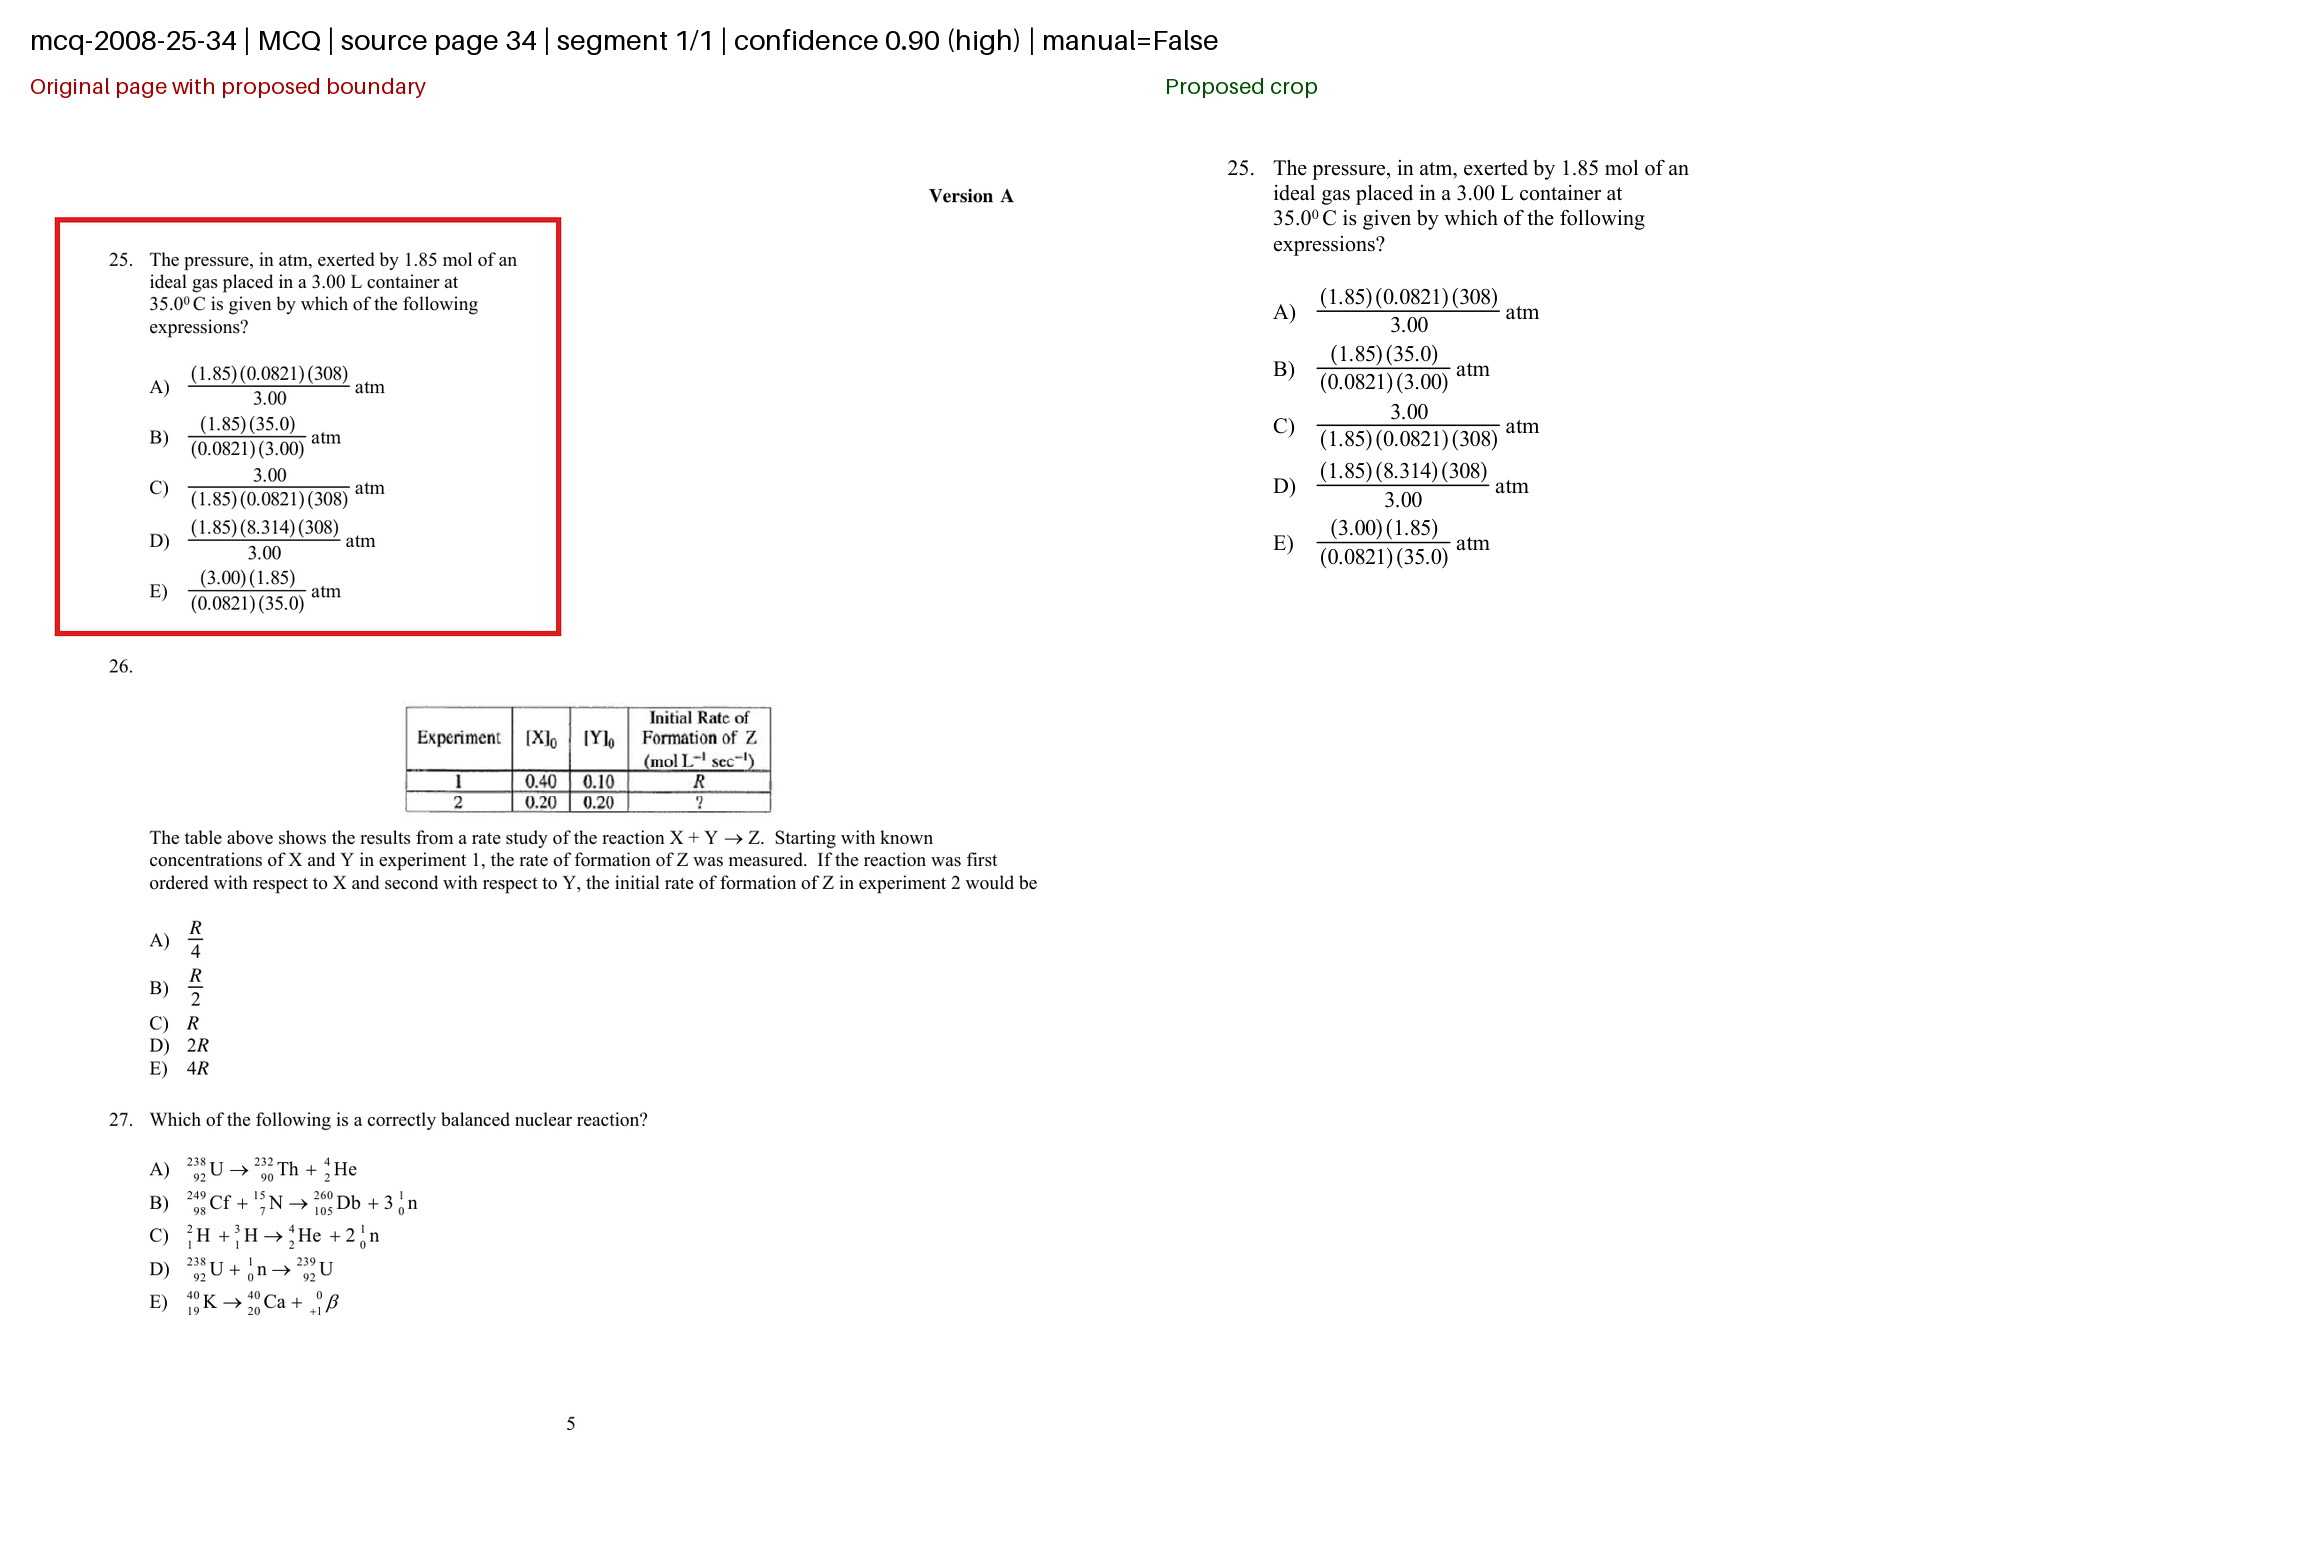 mcq-2008-25-34 | MCQ | source page 34 | segment 1/1 | confidence 0.90 (high) | manual=False
Original page with proposed boundary
Version A
25. The pressure, in atm, exerted by 1.85 mol of an
ideal gas placed in a 3.00 L container at
35.0⁰ C is given by which of the following
expressions?
A) (1.85)(0.0821)(308)
3.00
atm
B) (1.85)(35.0)
(0.0821)(3.00)
atm
C) 3.00
(1.85)(0.0821)(308)
atm
D) (1.85)(8.314)(308)
3.00
atm
E) (3.00)(1.85)
(0.0821)(35.0)
atm
26.
Experiment [X]₀ [Y]₀ Initial Rate of
Formation of Z
(mol L⁻¹ sec⁻¹)
1 0.40 0.10 R
2 0.20 0.20 ?
The table above shows the results from a rate study of the reaction X + Y → Z. Starting with known
concentrations of X and Y in experiment 1, the rate of formation of Z was measured. If the reaction was first
ordered with respect to X and second with respect to Y, the initial rate of formation of Z in experiment 2 would be
A) R
4
B) R
2
C) R
D) 2R
E) 4R
27. Which of the following is a correctly balanced nuclear reaction?
A) ²³⁸₉₂U → ²³²₉₀Th + ⁴₂He
B) ²⁴⁹₉₈Cf + ¹⁵₇N → ²⁶⁰₁₀₅Db + 3 ¹₀n
C) ²₁H + ³₁H → ⁴₂He + 2 ¹₀n
D) ²³⁸₉₂U + ¹₀n → ²³⁹₉₂U
E) ⁴⁰₁₉K → ⁴⁰₂₀Ca + ⁰₊₁β
5
Proposed crop
25. The pressure, in atm, exerted by 1.85 mol of an
ideal gas placed in a 3.00 L container at
35.0⁰ C is given by which of the following
expressions?
A) (1.85)(0.0821)(308)
3.00
atm
B) (1.85)(35.0)
(0.0821)(3.00)
atm
C) 3.00
(1.85)(0.0821)(308)
atm
D) (1.85)(8.314)(308)
3.00
atm
E) (3.00)(1.85)
(0.0821)(35.0)
atm